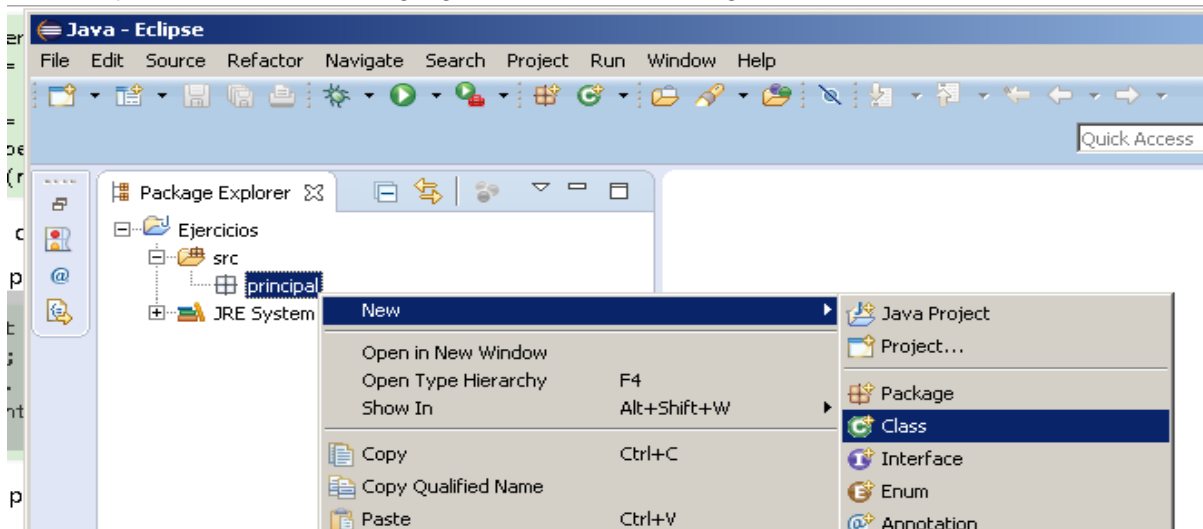 Java - Eclipse
File Edit Source Refactor Navigate Search Project Run Window Help
Quick Access
Package Explorer
Ejercicios
src
principal
JRE System
New
Open in New Window
Open Type Hierarchy F4
Show In Alt+Shift+W
Copy Ctrl+C
Copy Qualified Name
Paste Ctrl+V
Java Project
Project...
Package
Class
Interface
Enum
Annotation